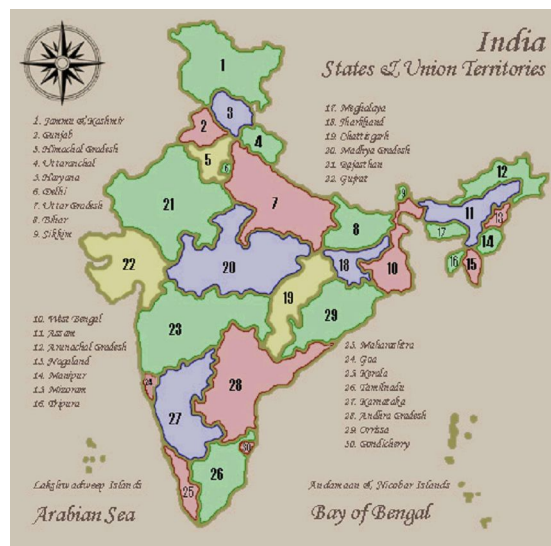 India
States & Union Territories
1. Jammu & Kashmir
2. Punjab
3. Himachal Pradesh
4. Uttaranchal
5. Haryana
6. Delhi
7. Uttar Pradesh
8. Bihar
9. Sikkim
17. Meghalaya
18. Jharkhand
19. Chattisgarh
20. Madhya Pradesh
21. Rajasthan
22. Gujrat
1
2
3
4
5
6
7
8
9
10
11
12
13
14
15
16
17
18
19
20
21
22
23
24
25
26
27
28
29
30
10. West Bengal
11. Assam
12. Arunachal Pradesh
13. Nagaland
14. Manipur
15. Mizoram
16. Tripura
23. Maharashtra
24. Goa
25. Kerala
26. Tamilnadu
27. Karnataka
28. Andhra Pradesh
29. Orrisa
30. Pondicherry
Lakshwadweep Islands
Arabian Sea
Andamaan & Nicobar Islands
Bay of Bengal